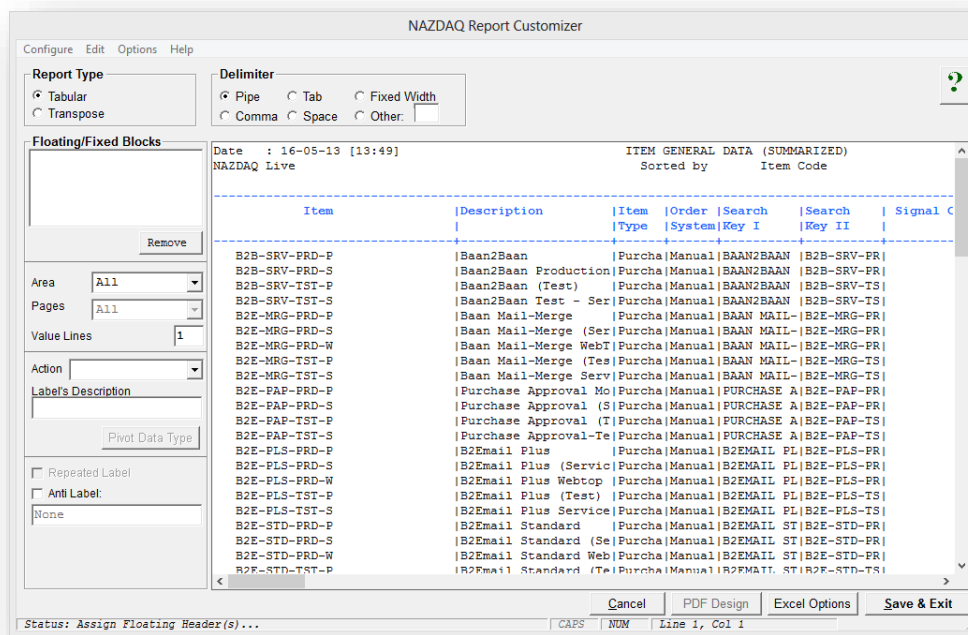 NAZDAQ Report Customizer
Configure Edit Options Help
Report Type
Tabular
Transpose
Delimiter
Pipe Tab Fixed Width
Comma Space Other:
?
Floating/Fixed Blocks
Remove
Area All
Pages All
Value Lines 1
Action
Label's Description
Pivot Data Type
Repeated Label
Anti Label:
None
Date : 16-05-13 [13:49] ITEM GENERAL DATA (SUMMARIZED)
NAZDAQ Live Sorted by Item Code
Item |Description |Item |Order |Search |Search | Signal C
| |Type |System|Key I |Key II |
B2B-SRV-PRD-P |Baan2Baan |Purcha|Manual|BAAN2BAAN |B2B-SRV-PR|
B2B-SRV-PRD-S |Baan2Baan Production|Purcha|Manual|BAAN2BAAN |B2B-SRV-PR|
B2B-SRV-TST-P |Baan2Baan (Test) |Purcha|Manual|BAAN2BAAN |B2B-SRV-TS|
B2B-SRV-TST-S |Baan2Baan Test - Ser|Purcha|Manual|BAAN2BAAN |B2B-SRV-TS|
B2E-MRG-PRD-P |Baan Mail-Merge |Purcha|Manual|BAAN MAIL-|B2E-MRG-PR|
B2E-MRG-PRD-S |Baan Mail-Merge (Ser|Purcha|Manual|BAAN MAIL-|B2E-MRG-PR|
B2E-MRG-PRD-W |Baan Mail-Merge WebT|Purcha|Manual|BAAN MAIL-|B2E-MRG-PR|
B2E-MRG-TST-P |Baan Mail-Merge (Tes|Purcha|Manual|BAAN MAIL-|B2E-MRG-TS|
B2E-MRG-TST-S |Baan Mail-Merge Serv|Purcha|Manual|BAAN MAIL-|B2E-MRG-TS|
B2E-PAP-PRD-P |Purchase Approval Mo|Purcha|Manual|PURCHASE A|B2E-PAP-PR|
B2E-PAP-PRD-S |Purchase Approval (S|Purcha|Manual|PURCHASE A|B2E-PAP-PR|
B2E-PAP-TST-P |Purchase Approval (T|Purcha|Manual|PURCHASE A|B2E-PAP-TS|
B2E-PAP-TST-S |Purchase Approval-Te|Purcha|Manual|PURCHASE A|B2E-PAP-TS|
B2E-PLS-PRD-P |B2Email Plus |Purcha|Manual|B2EMAIL PL|B2E-PLS-PR|
B2E-PLS-PRD-S |B2Email Plus (Servic|Purcha|Manual|B2EMAIL PL|B2E-PLS-PR|
B2E-PLS-PRD-W |B2Email Plus Webtop |Purcha|Manual|B2EMAIL PL|B2E-PLS-PR|
B2E-PLS-TST-P |B2Email Plus (Test) |Purcha|Manual|B2EMAIL PL|B2E-PLS-TS|
B2E-PLS-TST-S |B2Email Plus Service|Purcha|Manual|B2EMAIL PL|B2E-PLS-TS|
B2E-STD-PRD-P |B2Email Standard |Purcha|Manual|B2EMAIL ST|B2E-STD-PR|
B2E-STD-PRD-S |B2Email Standard (Se|Purcha|Manual|B2EMAIL ST|B2E-STD-PR|
B2E-STD-PRD-W |B2Email Standard Web|Purcha|Manual|B2EMAIL ST|B2E-STD-PR|
B2E-STD-TST-P |B2Email Standard (Te|Purcha|Manual|B2EMAIL ST|B2E-STD-TS|
Cancel PDF Design Excel Options Save & Exit
Status: Assign Floating Header(s)... CAPS NUM Line 1, Col 1